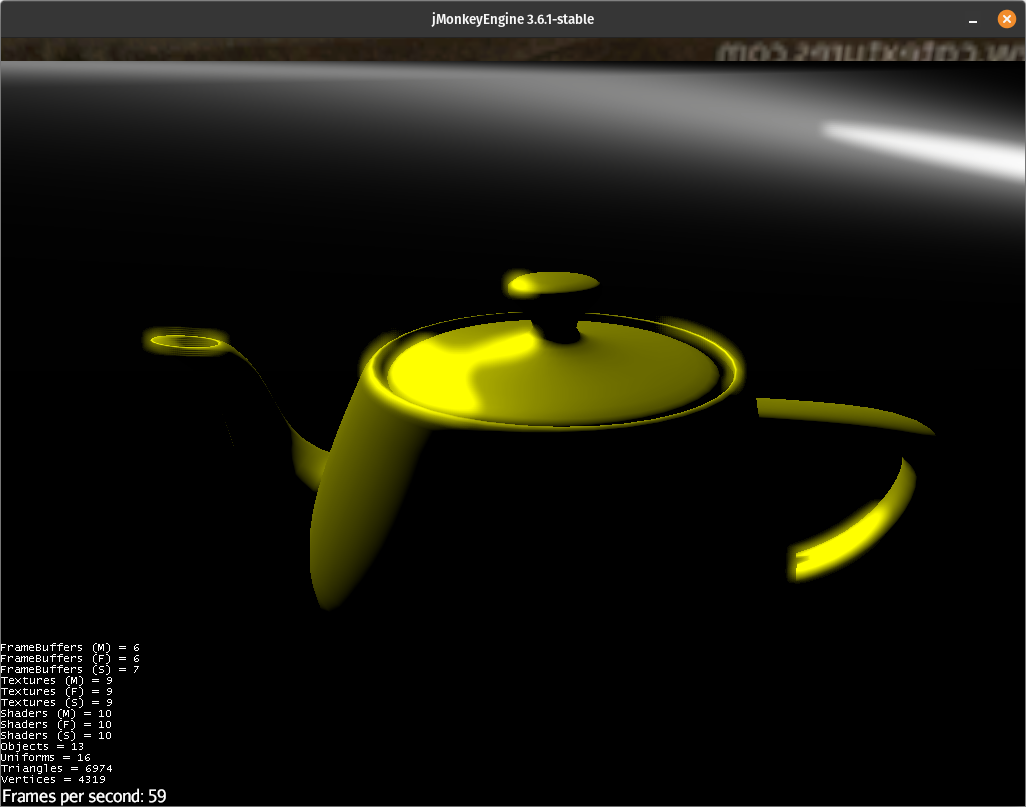 jMonkeyEngine 3.6.1-stable
FrameBuffers (M) = 6
FrameBuffers (F) = 6
FrameBuffers (S) = 7
Textures (M) = 9
Textures (F) = 9
Textures (S) = 9
Shaders (M) = 10
Shaders (F) = 10
Shaders (S) = 10
Objects = 13
Uniforms = 16
Triangles = 6974
Vertices = 4319
Frames per second: 59